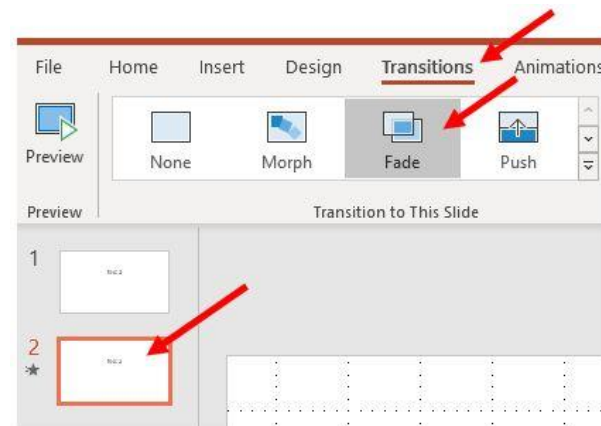 File Home Insert Design Transitions Animations
Preview None Morph Fade Push
Preview Transition to This Slide
1
2